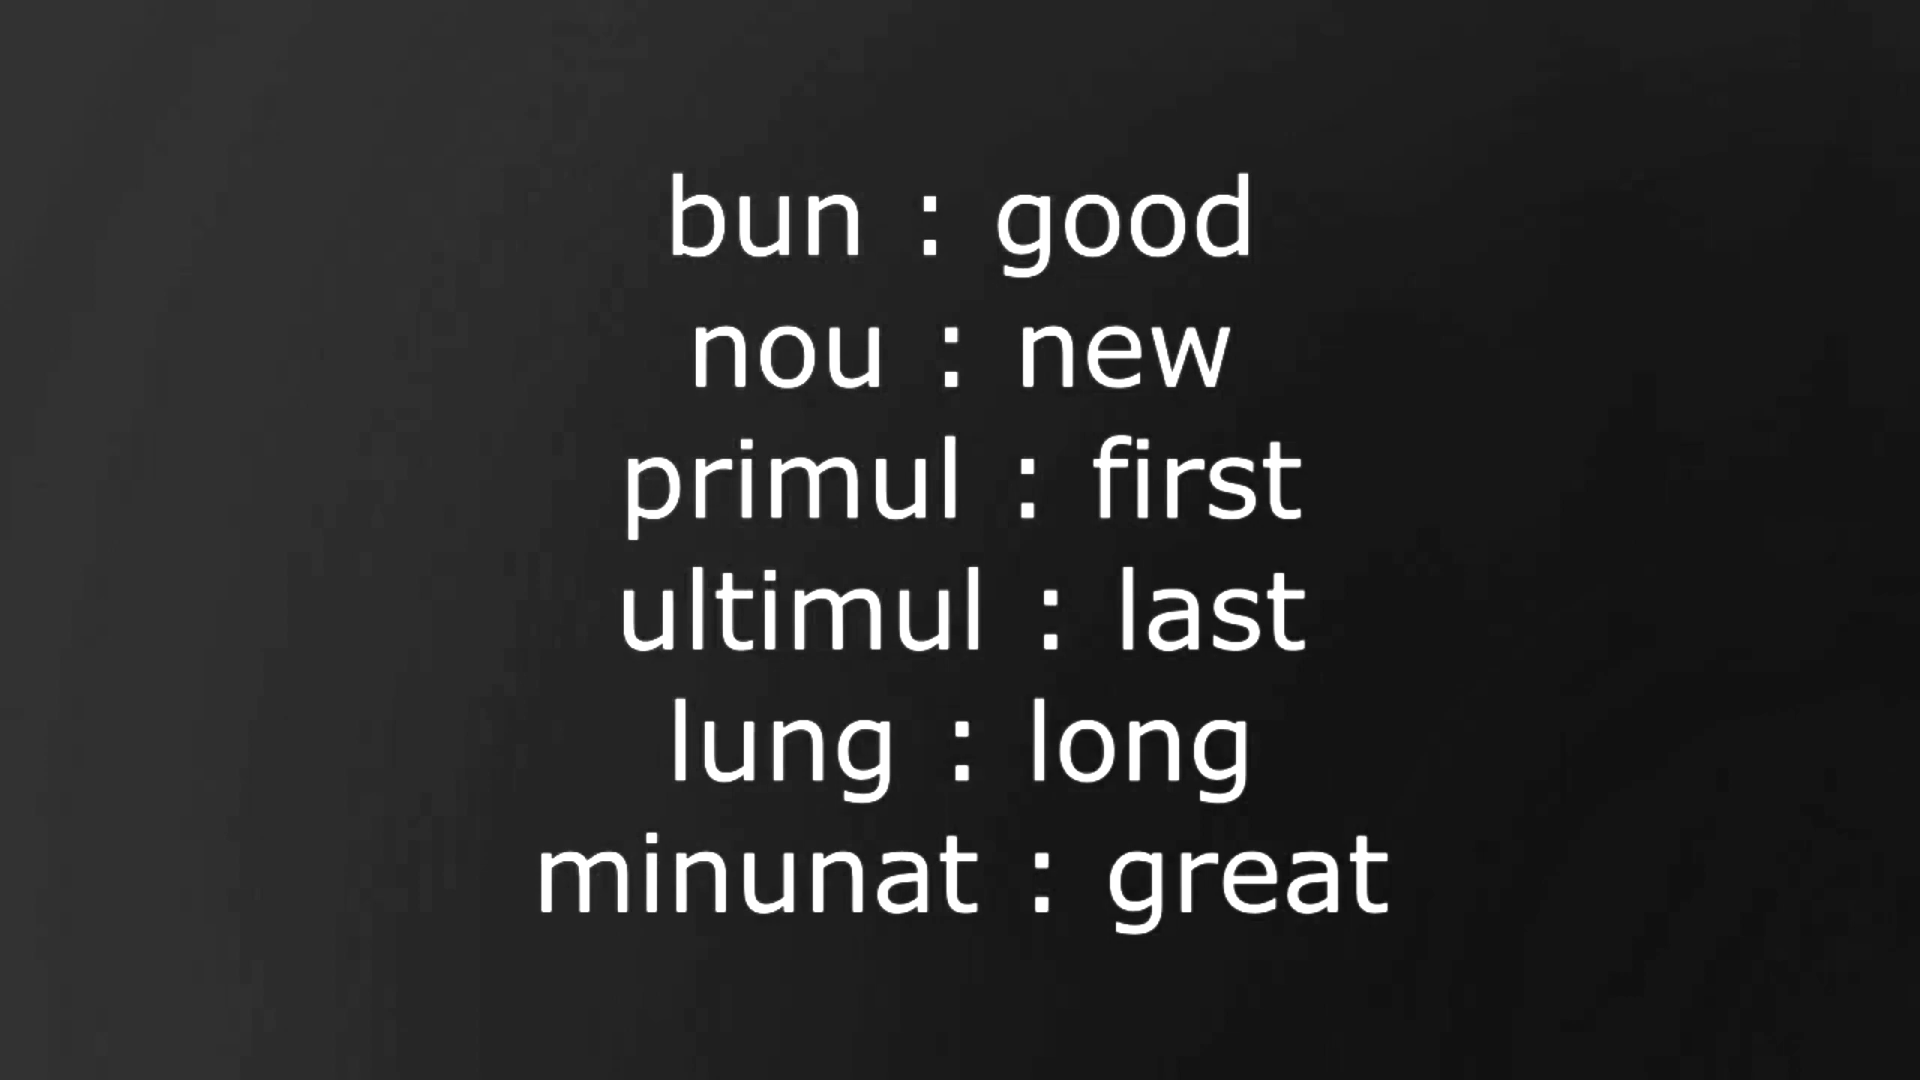 bun : good
nou : new
primul : first
ultimul : last
lung : long
minunat : great